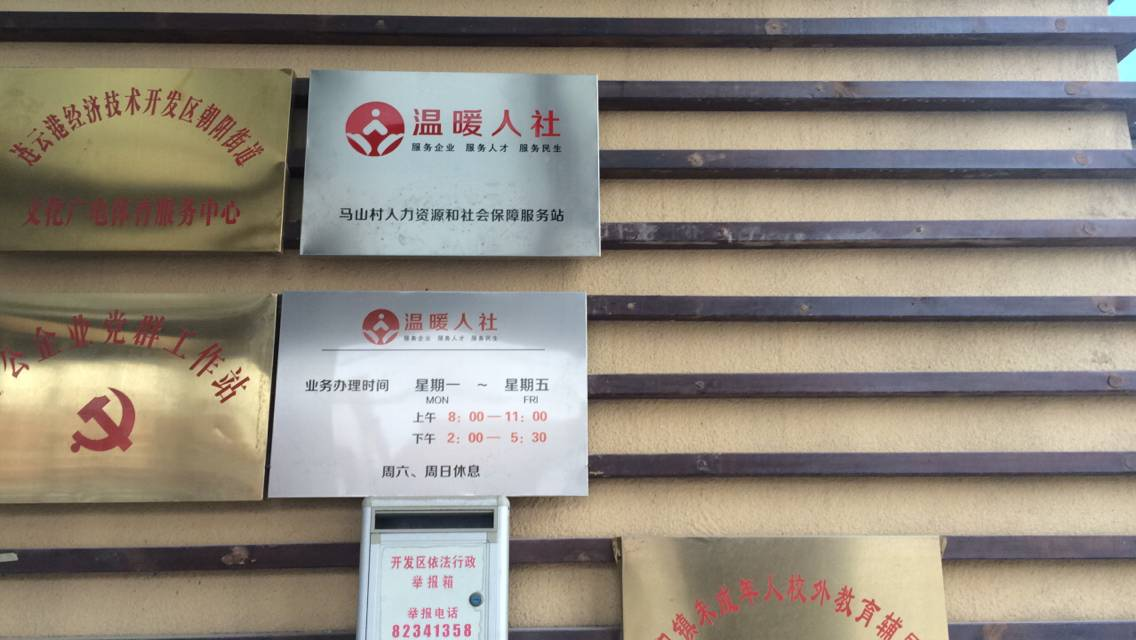 连云港经济技术开发区朝阳街道
文化广电体育服务中心
温暖人社
服务企业 服务人才 服务民生
马山村人力资源和社会保障服务站
公企业党群工作站
温暖人社
服务企业 服务人才 服务民生
业务办理时间 星期一 ~ 星期五
MON FRI
上午 8：00—11：00
下午 2：00—5：30
周六、周日休息
开发区依法行政
举报箱
举报电话
82341358
镇未成年人校外教育辅